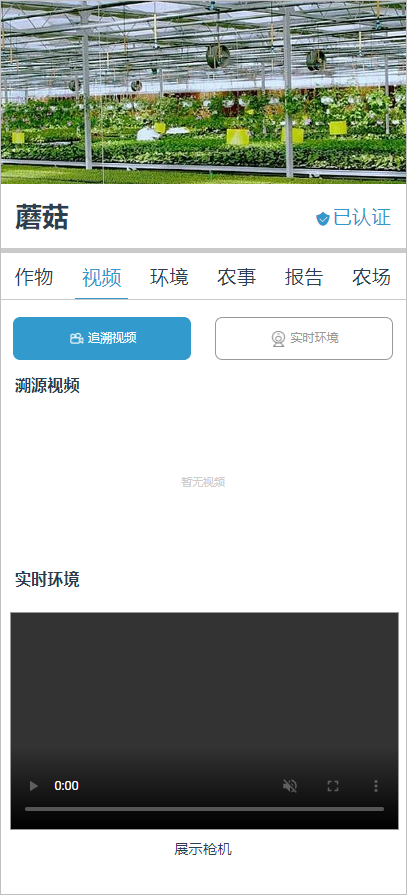 蘑菇
已认证
作物 视频 环境 农事 报告 农场
追溯视频 实时环境
溯源视频
暂无视频
实时环境
0:00
展示枪机